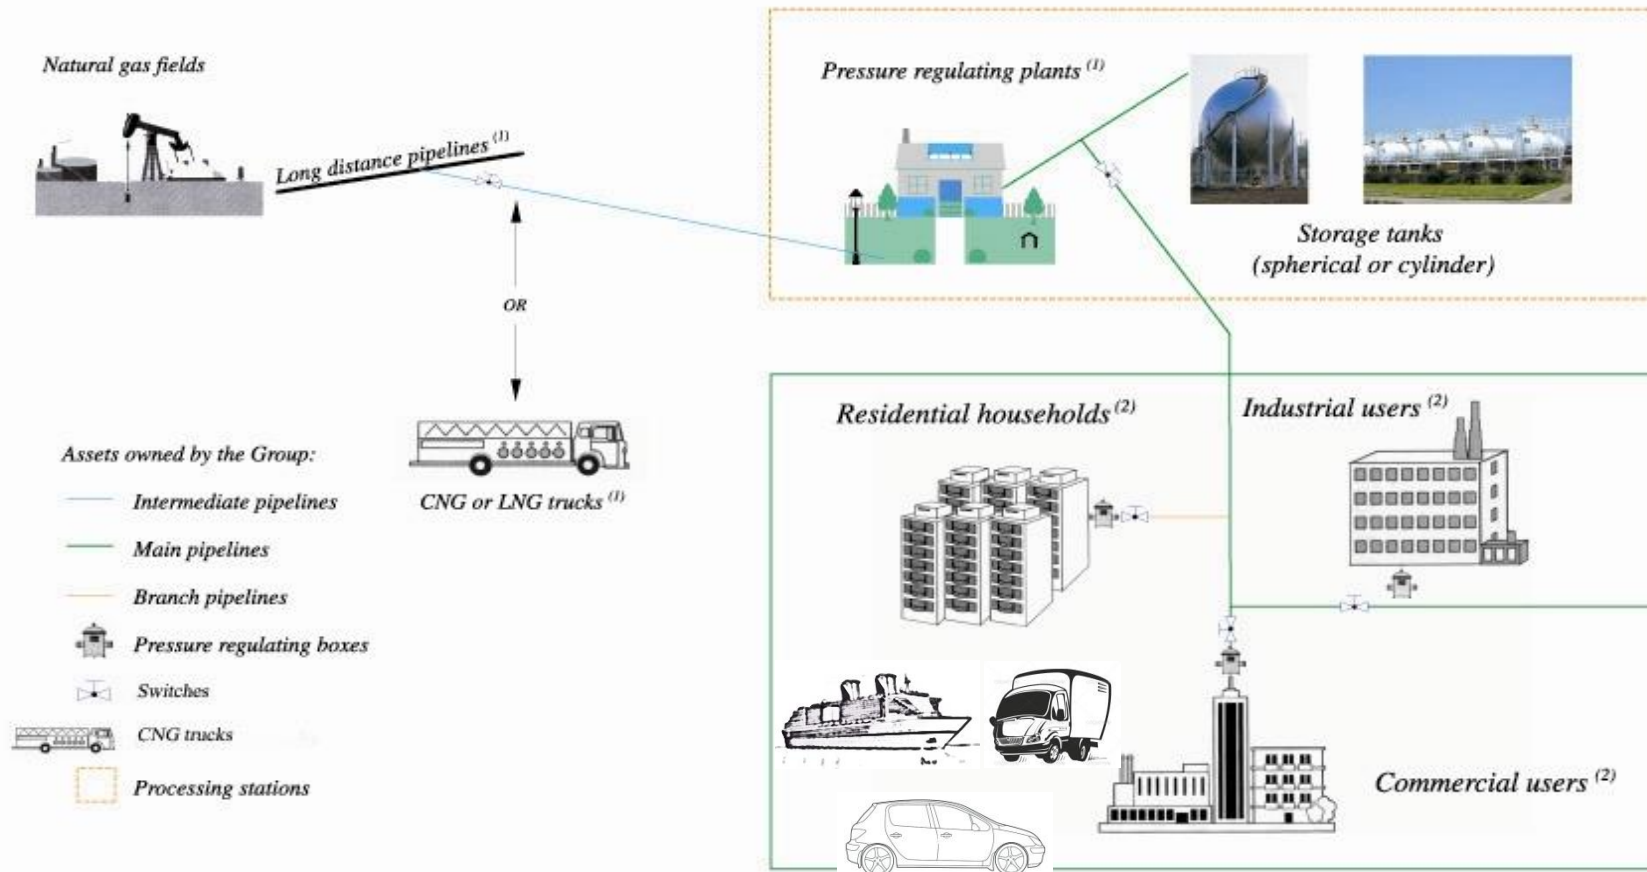 Natural gas fields
Long distance pipelines (1)
OR
CNG or LNG trucks (1)
Pressure regulating plants (1)
Storage tanks
(spherical or cylinder)
Residential households (2)
Industrial users (2)
Commercial users (2)
Assets owned by the Group:
Intermediate pipelines
Main pipelines
Branch pipelines
Pressure regulating boxes
Switches
CNG trucks
Processing stations